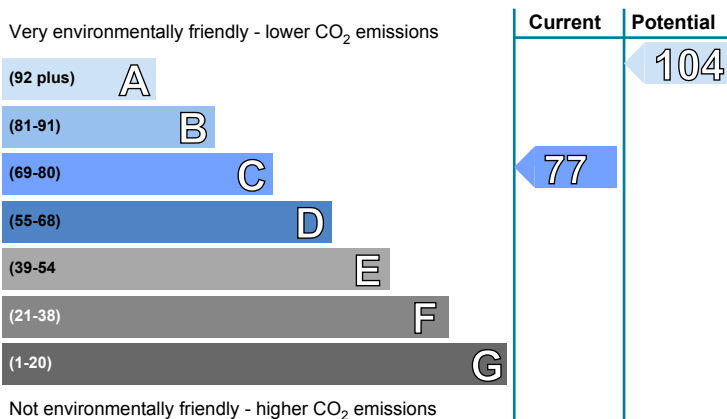 Very environmentally friendly - lower CO2 emissions
Current Potential
(92 plus) A 104
(81-91) B
(69-80) C 77
(55-68) D
(39-54 E
(21-38) F
(1-20) G
Not environmentally friendly - higher CO2 emissions